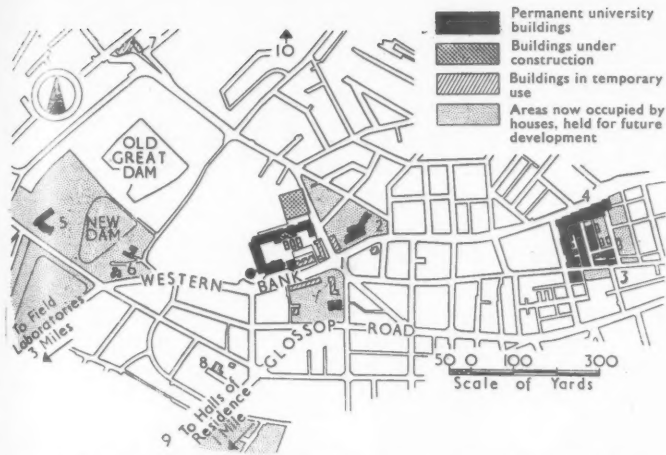 Permanent university
buildings
Buildings under
construction
Buildings in temporary
use
Areas now occupied by
houses, held for future
development
7
10
OLD
GREAT
DAM
5
NEW
DAM
6
2
4
3
WESTERN BANK
GLOSSOP ROAD
To Field
Laboratories
3 Miles
8
9 To Halls of
Residence
1 Mile
50 0 100 300
Scale of Yards